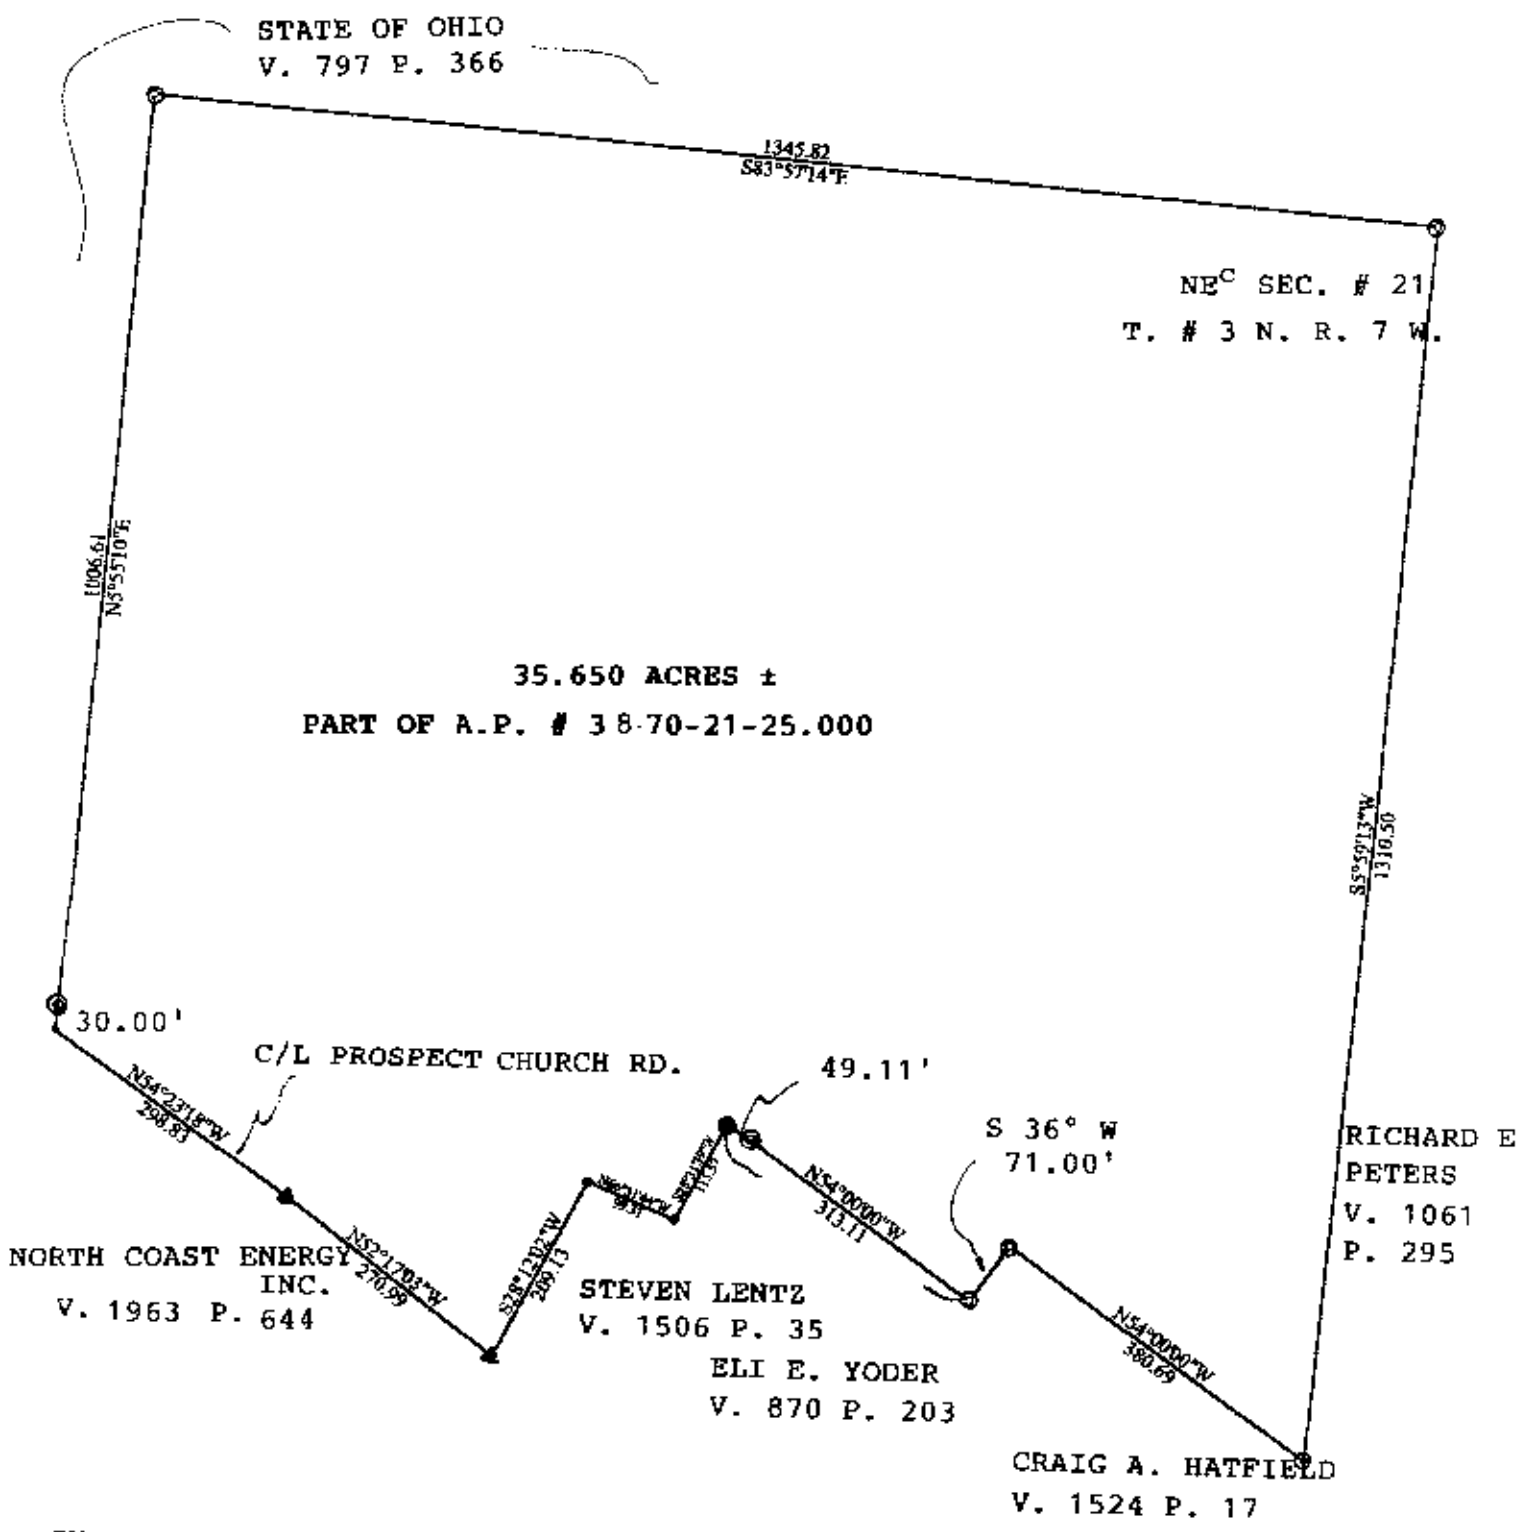 STATE OF OHIO
V. 797 P. 366
1345.82
S83°57'14"E
NEC SEC. # 21
T. # 3 N. R. 7 W.
1006.61
N5°55'10"E
35.650 ACRES ±
PART OF A.P. # 38-70-21-25.000
S5°59'13"W
1310.50
30.00'
C/L PROSPECT CHURCH RD.
49.11'
N54°23'18"W
298.83
S 36° W
71.00'
RICHARD E
PETERS
V. 1061
P. 295
N54°00'00"W
313.11
NORTH COAST ENERGY
INC.
V. 1963 P. 644
N52°17'03"W
270.99
S28°12'02"W
209.13
STEVEN LENTZ
V. 1506 P. 35
ELI E. YODER
V. 870 P. 203
N54°00'00"W
380.69
CRAIG A. HATFIELD
V. 1524 P. 17